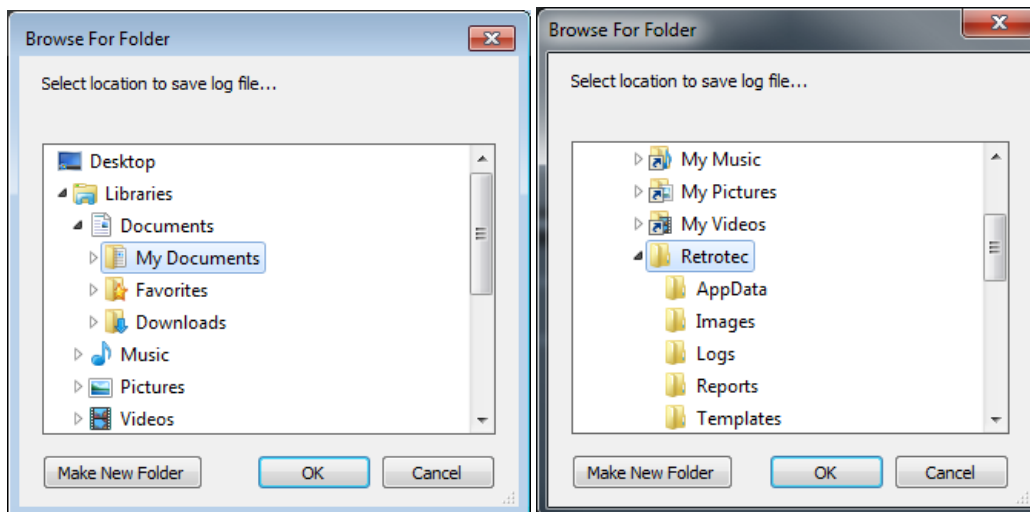 Browse For Folder
Select location to save log file...
Desktop
Libraries
Documents
My Documents
Favorites
Downloads
Music
Pictures
Videos
Make New Folder
OK
Cancel
Browse For Folder
Select location to save log file...
My Music
My Pictures
My Videos
Retrotec
AppData
Images
Logs
Reports
Templates
Make New Folder
OK
Cancel